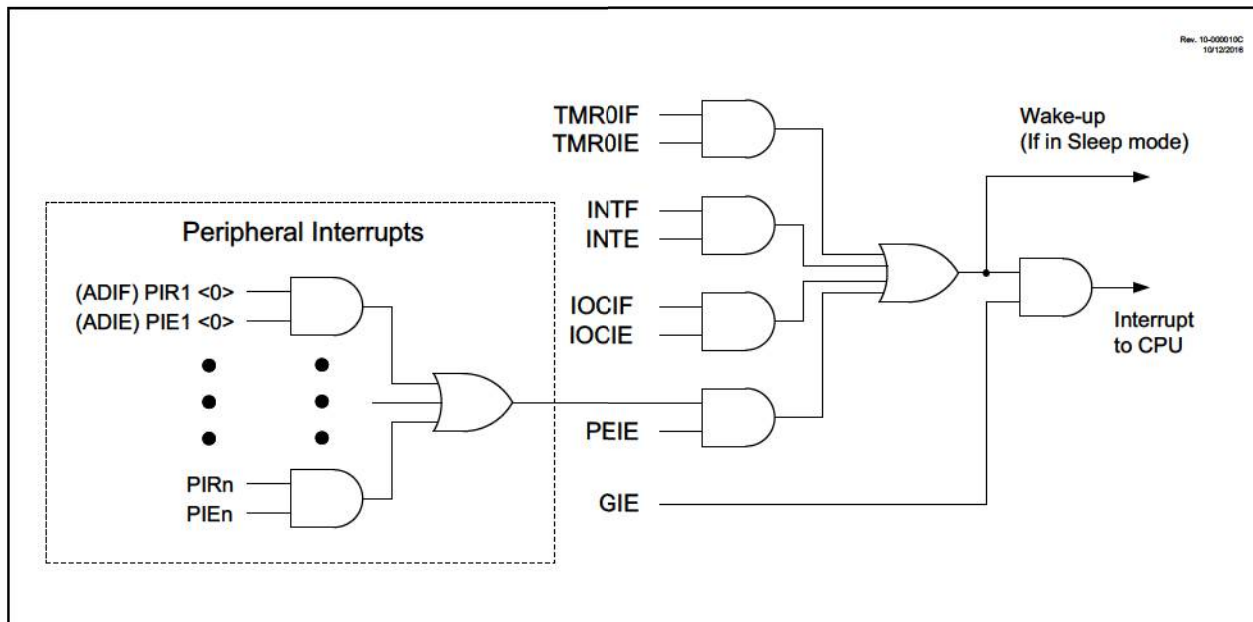 Rev. 10-000010C
10/12/2016
TMR0IF
TMR0IE
Wake-up
(If in Sleep mode)
INTF
INTE
Peripheral Interrupts
(ADIF) PIR1 <0>
(ADIE) PIE1 <0>
IOCIF
IOCIE
Interrupt
to CPU
PEIE
PIRn
PIEn
GIE